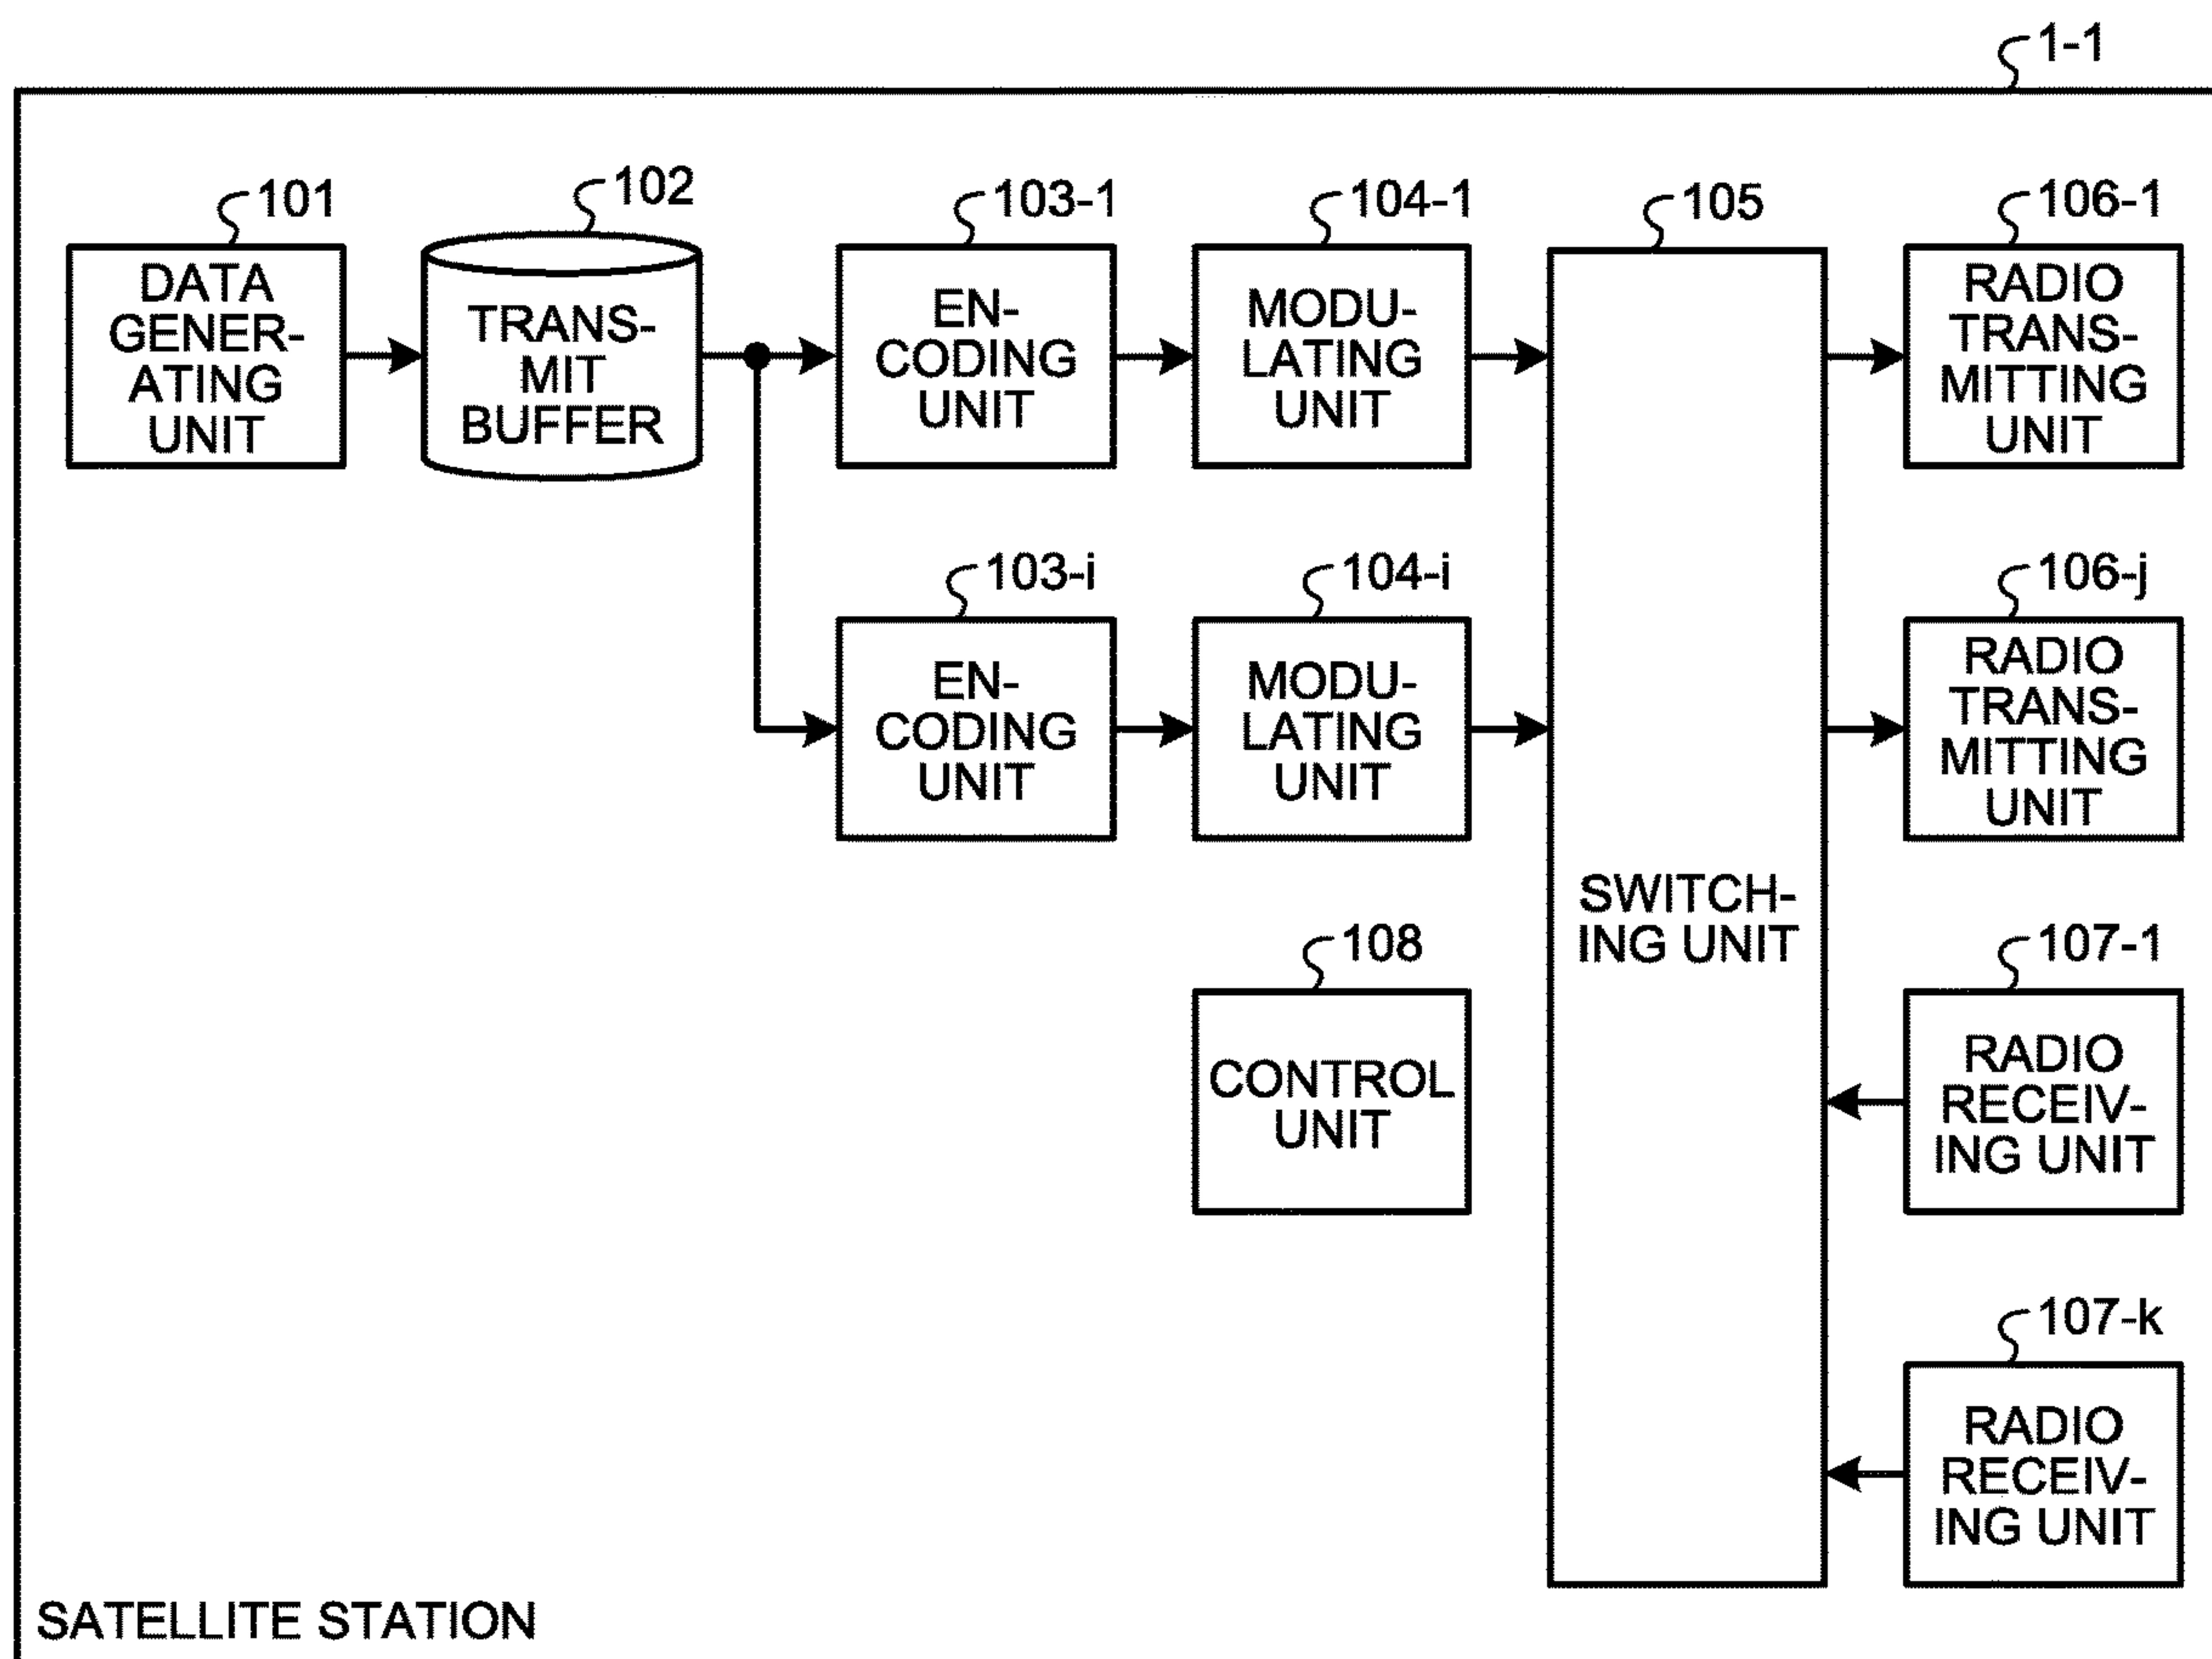 1-1
101
DATA
GENER-
ATING
UNIT
102
TRANS-
MIT
BUFFER
103-1
EN-
CODING
UNIT
104-1
MODU-
LATING
UNIT
105
SWITCH-
ING UNIT
106-1
RADIO
TRANS-
MITTING
UNIT
103-i
EN-
CODING
UNIT
104-i
MODU-
LATING
UNIT
106-j
RADIO
TRANS-
MITTING
UNIT
108
CONTROL
UNIT
107-1
RADIO
RECEIV-
ING UNIT
107-k
RADIO
RECEIV-
ING UNIT
SATELLITE STATION